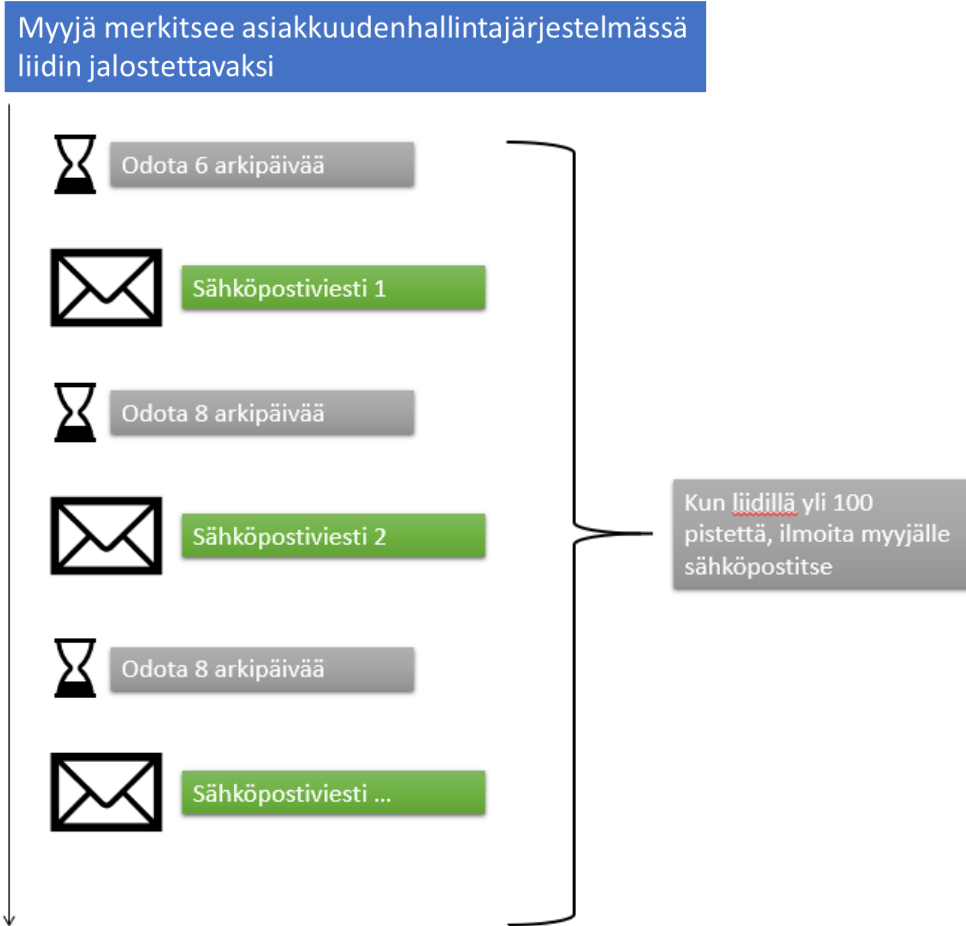 Myyjä merkitsee asiakkuudenhallintajärjestelmässä
liidin jalostettavaksi
Odota 6 arkipäivää
Sähköpostiviesti 1
Odota 8 arkipäivää
Sähköpostiviesti 2
Kun liidillä yli 100
pistettä, ilmoita myyjälle
sähköpostitse
Odota 8 arkipäivää
Sähköpostiviesti ...